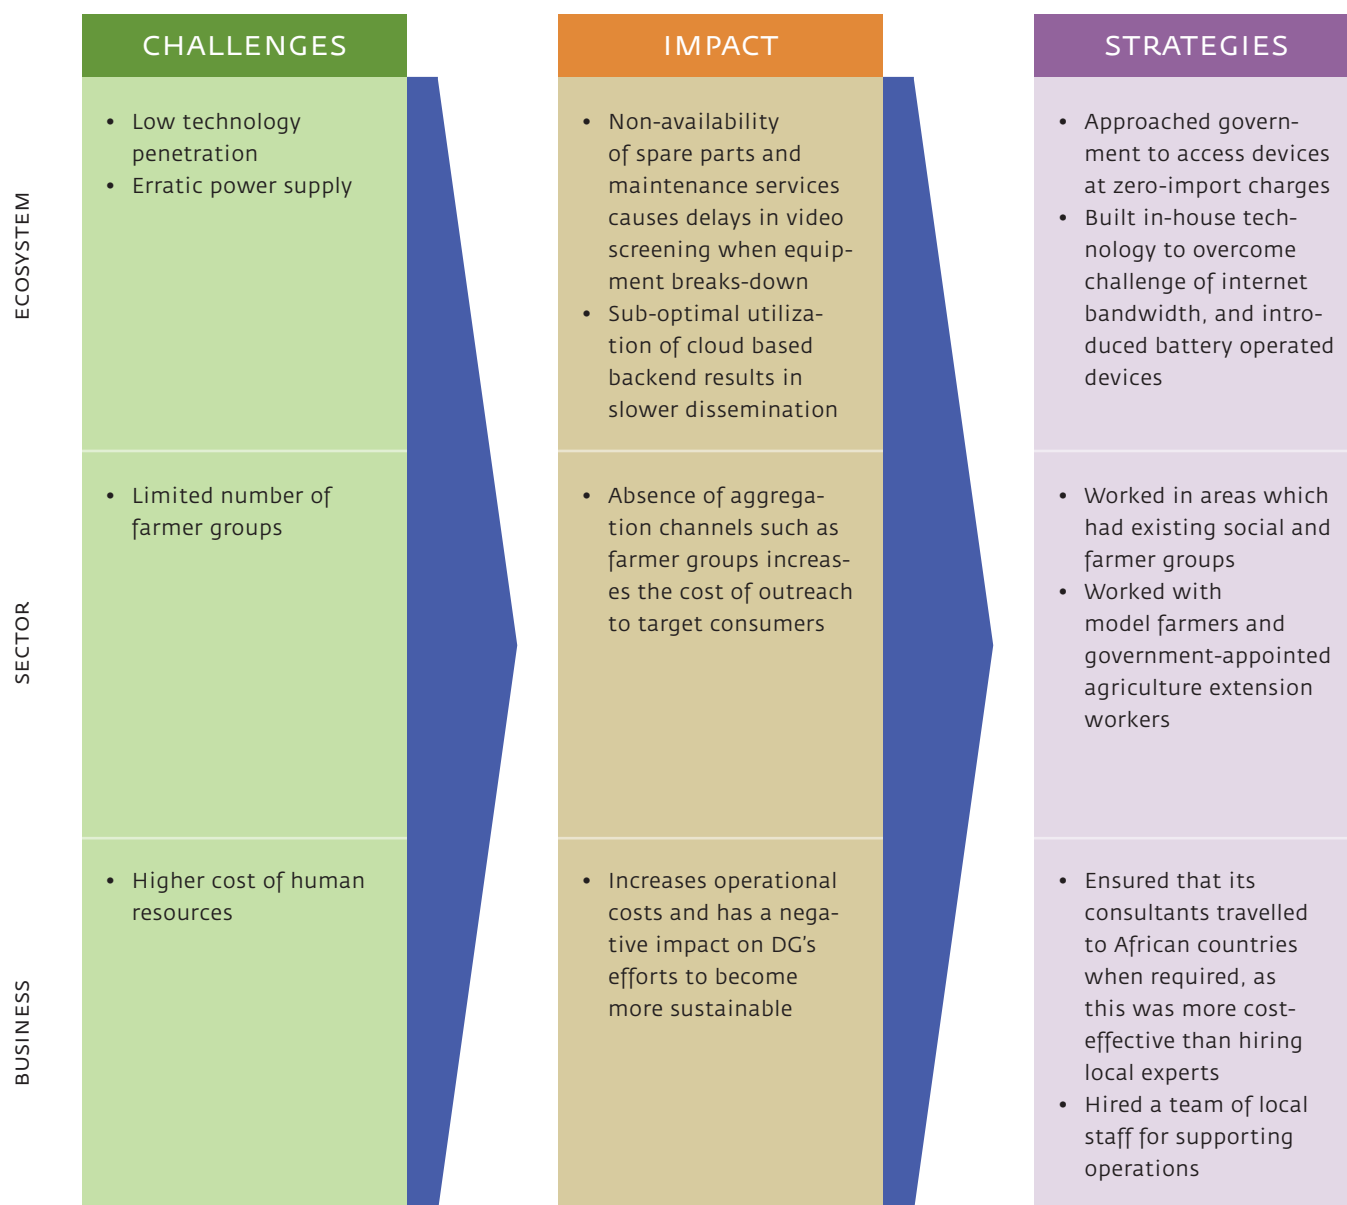 CHALLENGES
IMPACT
STRATEGIES
ECOSYSTEM
• Low technology
penetration
• Erratic power supply
• Non-availability
of spare parts and
maintenance services
causes delays in video
screening when equip-
ment breaks-down
• Sub-optimal utiliza-
tion of cloud based
backend results in
slower dissemination
• Approached govern-
ment to access devices
at zero-import charges
• Built in-house tech-
nology to overcome
challenge of internet
bandwidth, and intro-
duced battery operated
devices
SECTOR
• Limited number of
farmer groups
• Absence of aggrega-
tion channels such as
farmer groups increas-
es the cost of outreach
to target consumers
• Worked in areas which
had existing social and
farmer groups
• Worked with
model farmers and
government-appointed
agriculture extension
workers
BUSINESS
• Higher cost of human
resources
• Increases operational
costs and has a nega-
tive impact on DG’s
efforts to become
more sustainable
• Ensured that its
consultants travelled
to African countries
when required, as
this was more cost-
effective than hiring
local experts
• Hired a team of local
staff for supporting
operations